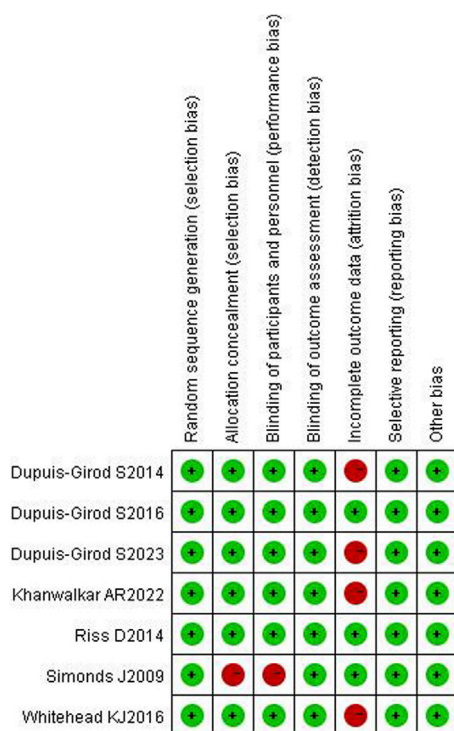 Random sequence generation (selection bias)
Allocation concealment (selection bias)
Blinding of participants and personnel (performance bias)
Blinding of outcome assessment (detection bias)
Incomplete outcome data (attrition bias)
Selective reporting (reporting bias)
Other bias
Dupuis-Girod S2014 + + + + - + +
Dupuis-Girod S2016 + + + + + + +
Dupuis-Girod S2023 + + + + - + +
Khanwalkar AR2022 + + + + - + +
Riss D2014 + + + + + + +
Simonds J2009 + - - + + + +
Whitehead KJ2016 + + + + - + +